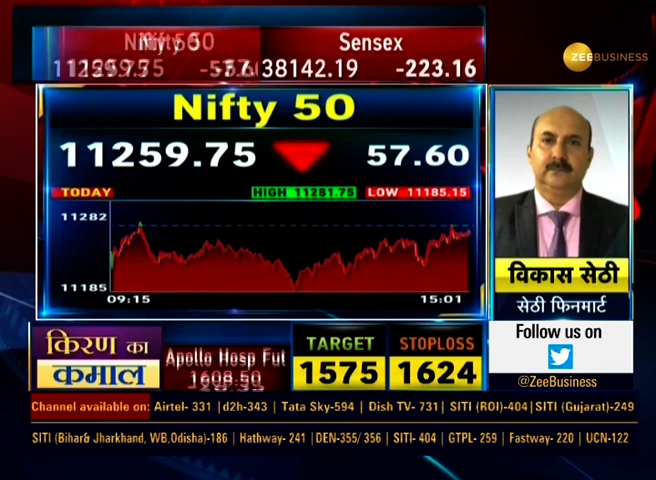 Nifty 50 Sensex
38142.19 -223.16
ZEEBUSINESS
Nifty 50
11259.75 57.60
TODAY HIGH 11281.75 LOW 11185.15
11282
11185
09:15 15:01
विकास सेठी
सेठी फिनमार्ट
किरण का
कमाल
Apollo Hosp Fut
1608.50
TARGET
1575
STOPLOSS
1624
Follow us on
@ZeeBusiness
Channel available on: Airtel- 331 | d2h-343 | Tata Sky-594 | Dish TV- 731 | SITI (ROI)-404 | SITI (Gujarat)-249
SITI (Bihar& Jharkhand, WB,Odisha)-186 | Hathway- 241 |DEN-355/ 356 | SITI- 404 | GTPL- 259 | Fastway- 220 | UCN-122